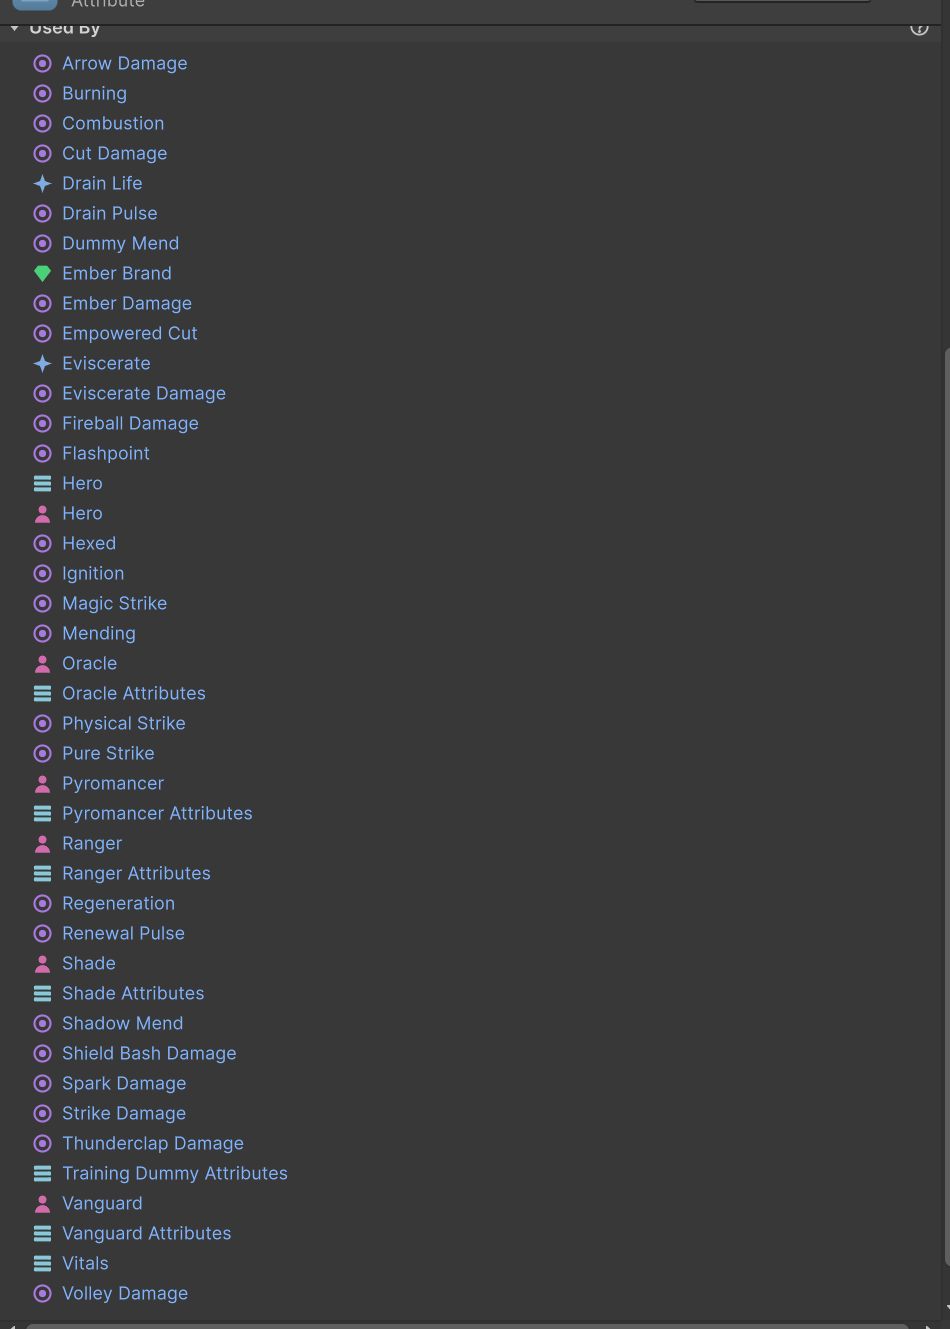 Attribute
Used By
Arrow Damage
Burning
Combustion
Cut Damage
Drain Life
Drain Pulse
Dummy Mend
Ember Brand
Ember Damage
Empowered Cut
Eviscerate
Eviscerate Damage
Fireball Damage
Flashpoint
Hero
Hero
Hexed
Ignition
Magic Strike
Mending
Oracle
Oracle Attributes
Physical Strike
Pure Strike
Pyromancer
Pyromancer Attributes
Ranger
Ranger Attributes
Regeneration
Renewal Pulse
Shade
Shade Attributes
Shadow Mend
Shield Bash Damage
Spark Damage
Strike Damage
Thunderclap Damage
Training Dummy Attributes
Vanguard
Vanguard Attributes
Vitals
Volley Damage